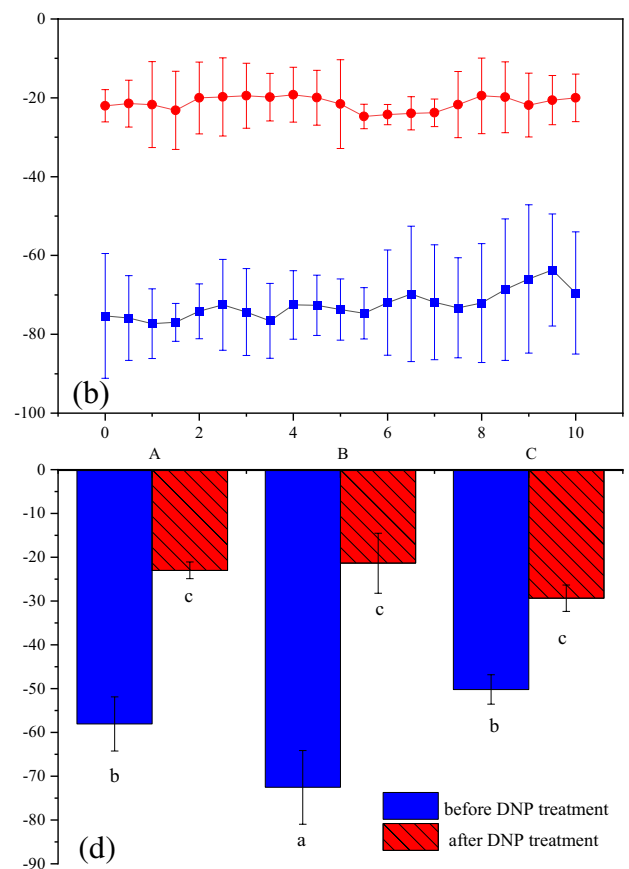 0
-20
-40
-60
-80
-100
(b)
0 2 4 6 8 10
A B C
0
-10
-20
-30
-40
-50
-60
-70
-80
-90
c c c
b a b
before DNP treatment
after DNP treatment
(d)